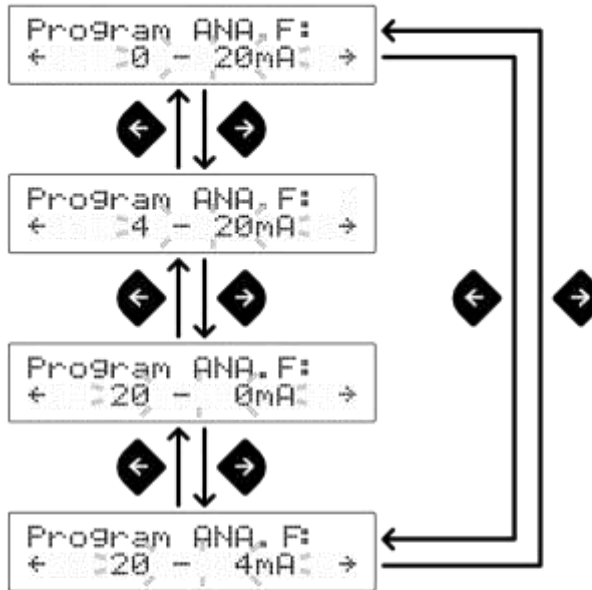 Program ANA.F:
← 0 - 20mA →
← →
Program ANA.F:
← 4 - 20mA →
← →
← →
Program ANA.F:
← 20 - 0mA →
← →
Program ANA.F:
← 20 - 4mA →